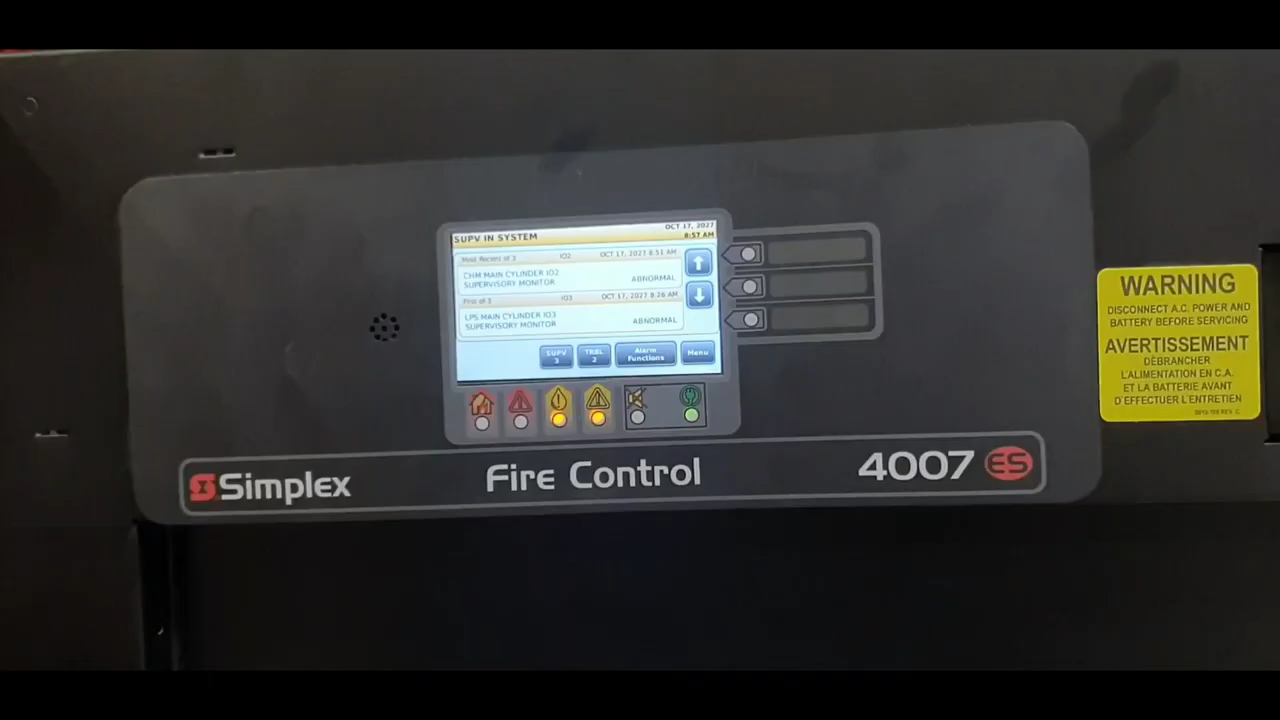 SUPV IN SYSTEM
OCT 17, 2027
8:57 AM
Most Recent of 3 IO2 OCT 17, 2027 8:51 AM
CHM MAIN CYLINDER IO2
SUPERVISORY MONITOR ABNORMAL
First of 3 IO3 OCT 17, 2027 8:26 AM
LPS MAIN CYLINDER IO3
SUPERVISORY MONITOR ABNORMAL
SUPV
3
TRBL
2
Alarm
Functions
Menu
Simplex
Fire Control
4007 ES
WARNING
DISCONNECT A.C. POWER AND
BATTERY BEFORE SERVICING
AVERTISSEMENT
DÉBRANCHER
L'ALIMENTATION EN C.A.
ET LA BATTERIE AVANT
D'EFFECTUER L'ENTRETIEN